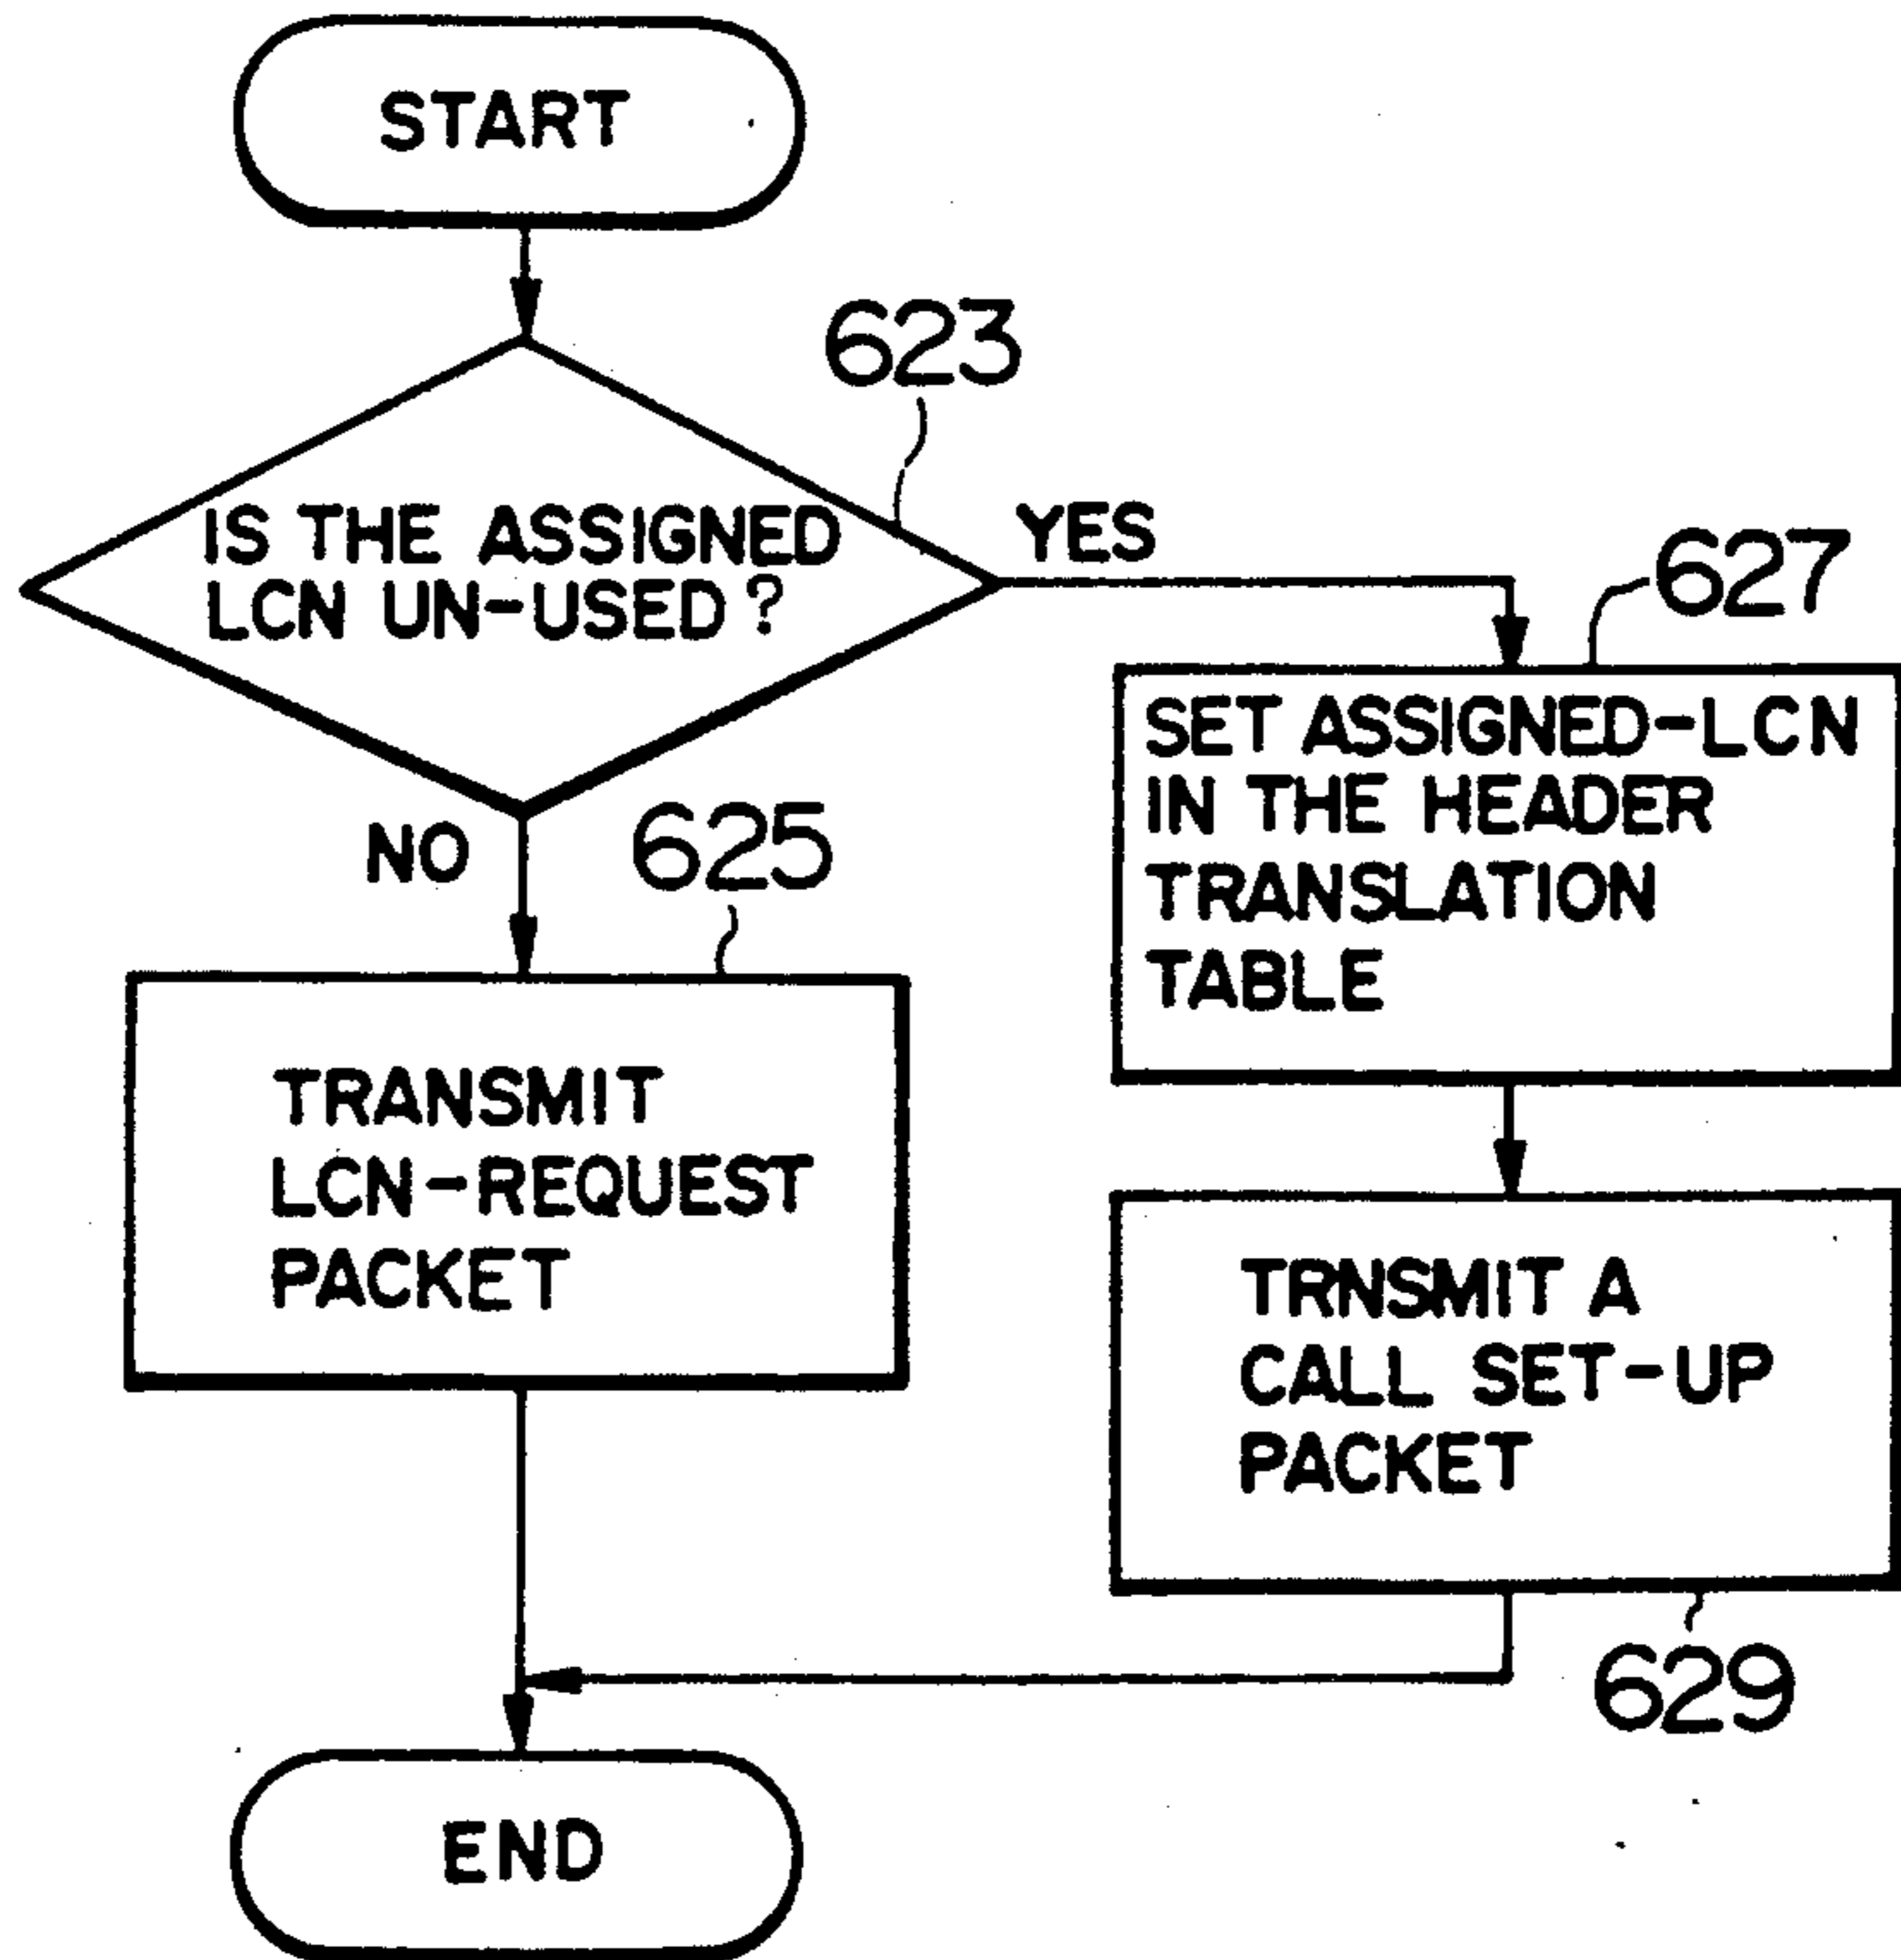 START
623
IS THE ASSIGNED
LCN UN-USED?
YES
627
SET ASSIGNED-LCN
IN THE HEADER
TRANSLATION
TABLE
NO
625
TRANSMIT
LCN-REQUEST
PACKET
TRNSMIT A
CALL SET-UP
PACKET
629
END